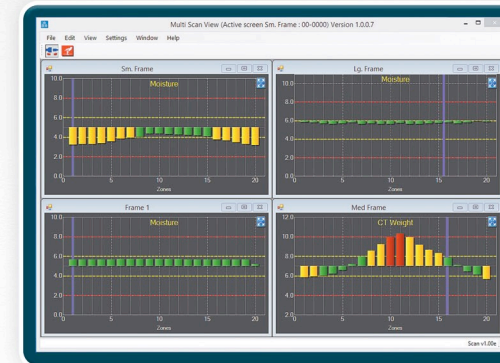 Multi Scan View (Active screen Sm. Frame : 00-0000) Version 1.0.0.7
File Edit View Settings Window Help
Sm. Frame
Moisture
10.0
8.0
6.0
4.0
2.0
0.0
0 5 10 15 20
Zones
Lg. Frame
Moisture
10.0
8.0
6.0
4.0
2.0
0.0
0 5 10 15 20
Zones
Frame 1
Moisture
10.0
8.0
6.0
4.0
2.0
0.0
0 5 10 15 20
Zones
Med Frame
CT Weight
12.0
10.0
8.0
6.0
4.0
2.0
0 5 10 15 20
Zones
Scan v1.00e